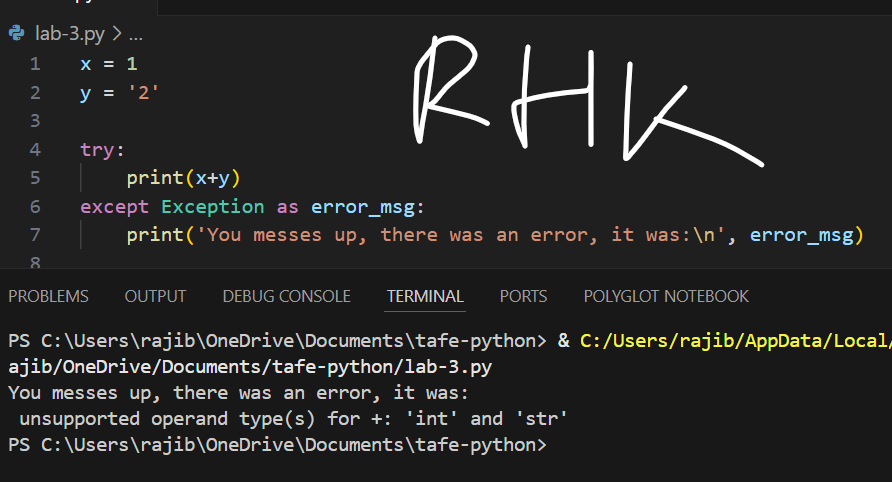 lab-3.py > ...
RHK
1 x = 1
2 y = '2'
3
4 try:
5     print(x+y)
6 except Exception as error_msg:
7     print('You messes up, there was an error, it was:\n', error_msg)
8
PROBLEMS OUTPUT DEBUG CONSOLE TERMINAL PORTS POLYGLOT NOTEBOOK
PS C:\Users\rajib\OneDrive\Documents\tafe-python> & C:/Users/rajib/AppData/Local/
ajib/OneDrive/Documents/tafe-python/lab-3.py
You messes up, there was an error, it was:
 unsupported operand type(s) for +: 'int' and 'str'
PS C:\Users\rajib\OneDrive\Documents\tafe-python>